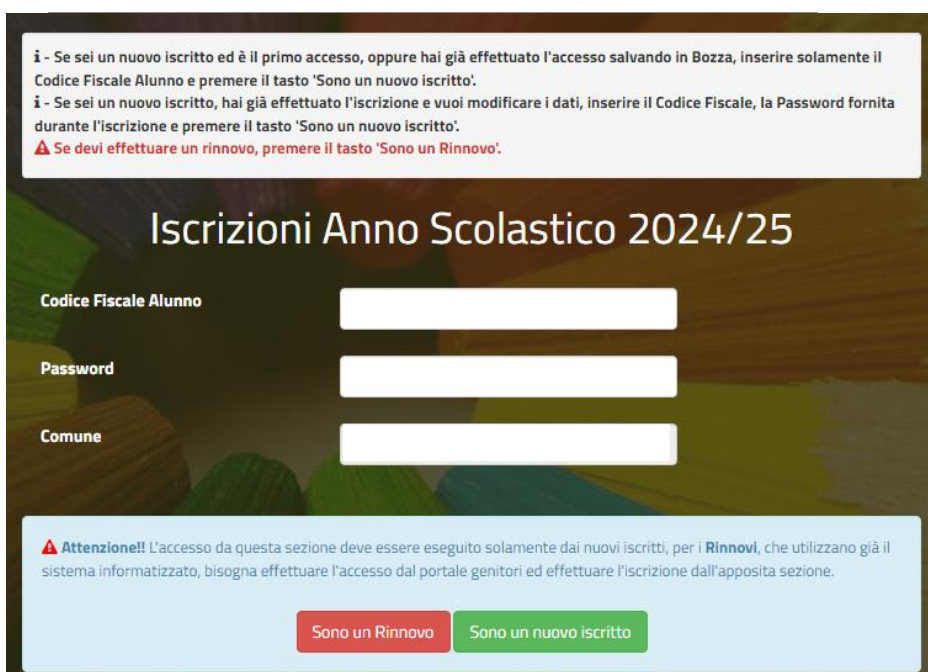 i - Se sei un nuovo iscritto ed è il primo accesso, oppure hai già effettuato l'accesso salvando in Bozza, inserire solamente il
Codice Fiscale Alunno e premere il tasto 'Sono un nuovo iscritto'.
i - Se sei un nuovo iscritto, hai già effettuato l'iscrizione e vuoi modificare i dati, inserire il Codice Fiscale, la Password fornita
durante l'iscrizione e premere il tasto 'Sono un nuovo iscritto'.
Se devi effettuare un rinnovo, premere il tasto 'Sono un Rinnovo'.
Iscrizioni Anno Scolastico 2024/25
Codice Fiscale Alunno
Password
Comune
Attenzione!! L'accesso da questa sezione deve essere eseguito solamente dai nuovi iscritti, per i Rinnovi, che utilizzano già il
sistema informatizzato, bisogna effettuare l'accesso dal portale genitori ed effettuare l'iscrizione dall'apposita sezione.
Sono un Rinnovo Sono un nuovo iscritto